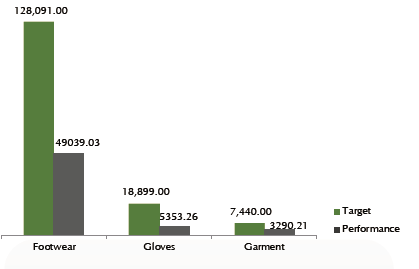 128,091.00
49039.03
18,899.00
5353.26
7,440.00
3290.21
Target
Performance
Footwear
Gloves
Garment